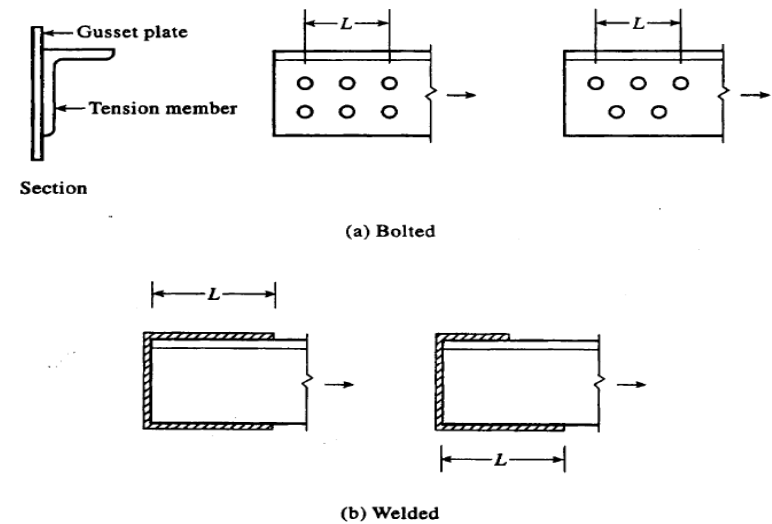 Gusset plate
Tension member
Section
L
L
(a) Bolted
L
L
(b) Welded